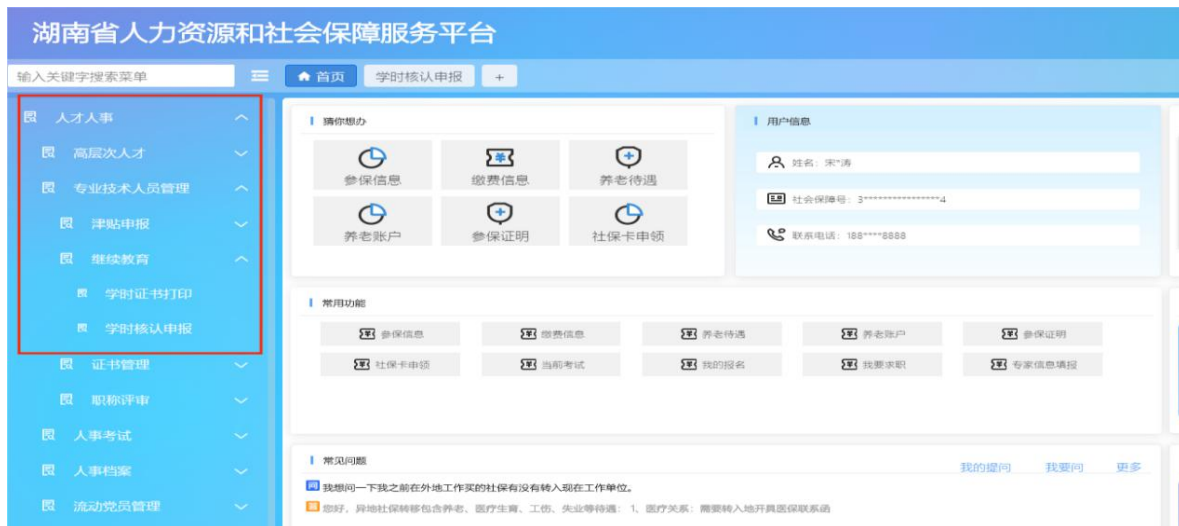 湖南省人力资源和社会保障服务平台
输入关键字搜索菜单
首页
学时核认申报
+
人才人事
高层次人才
专业技术人员管理
津贴申报
继续教育
学时证书打印
学时核认申报
证书管理
职称评审
人事考试
人事档案
流动党员管理
猜你想办
参保信息
缴费信息
养老待遇
养老账户
参保证明
社保卡申领
用户信息
姓名：宋*涛
社会保障号：3****************4
联系电话：188****8888
常用功能
参保信息
缴费信息
养老待遇
养老账户
参保证明
社保卡申领
当前考试
我的报名
我要求职
专家信息填报
常见问题
我的提问 我要问 更多
问 我想问一下我之前在外地工作买的社保有没有转入现在工作单位。
您好，异地社保转移包含养老、医疗生育、工伤、失业等待遇： 1、医疗关系：需要转入地开具医保联系函